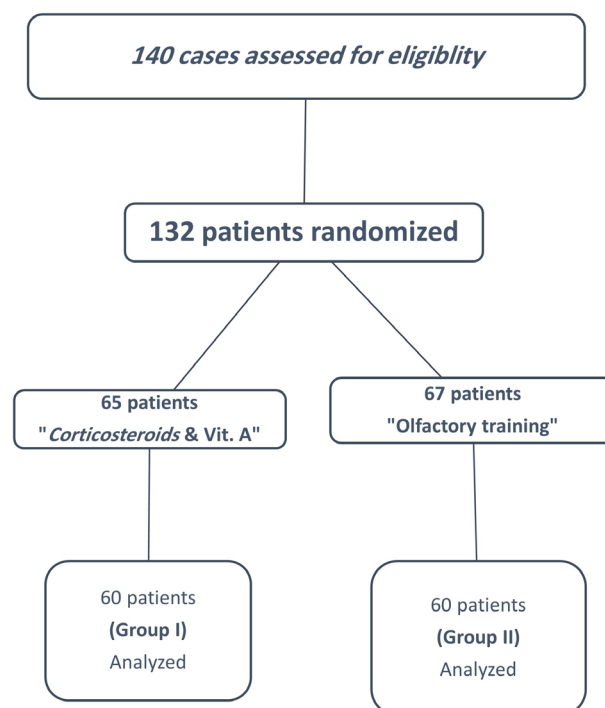 140 cases assessed for eligiblity
132 patients randomized
65 patients
"Corticosteroids & Vit. A"
67 patients
"Olfactory training"
60 patients
(Group I)
Analyzed
60 patients
(Group II)
Analyzed